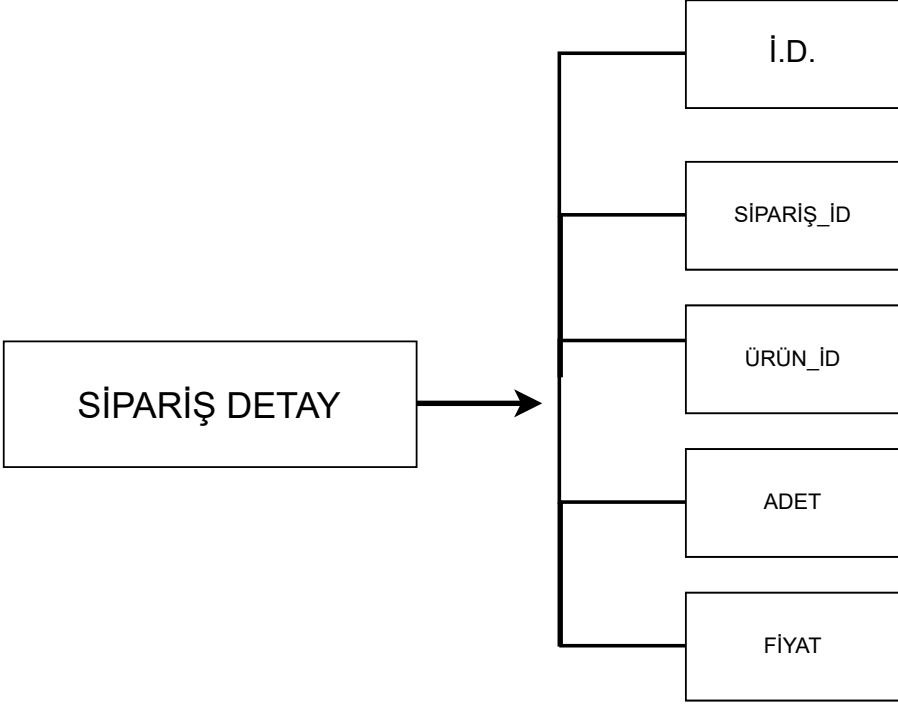 İ.D.
SİPARİŞ_İD
ÜRÜN_İD
SİPARİŞ DETAY
ADET
FİYAT